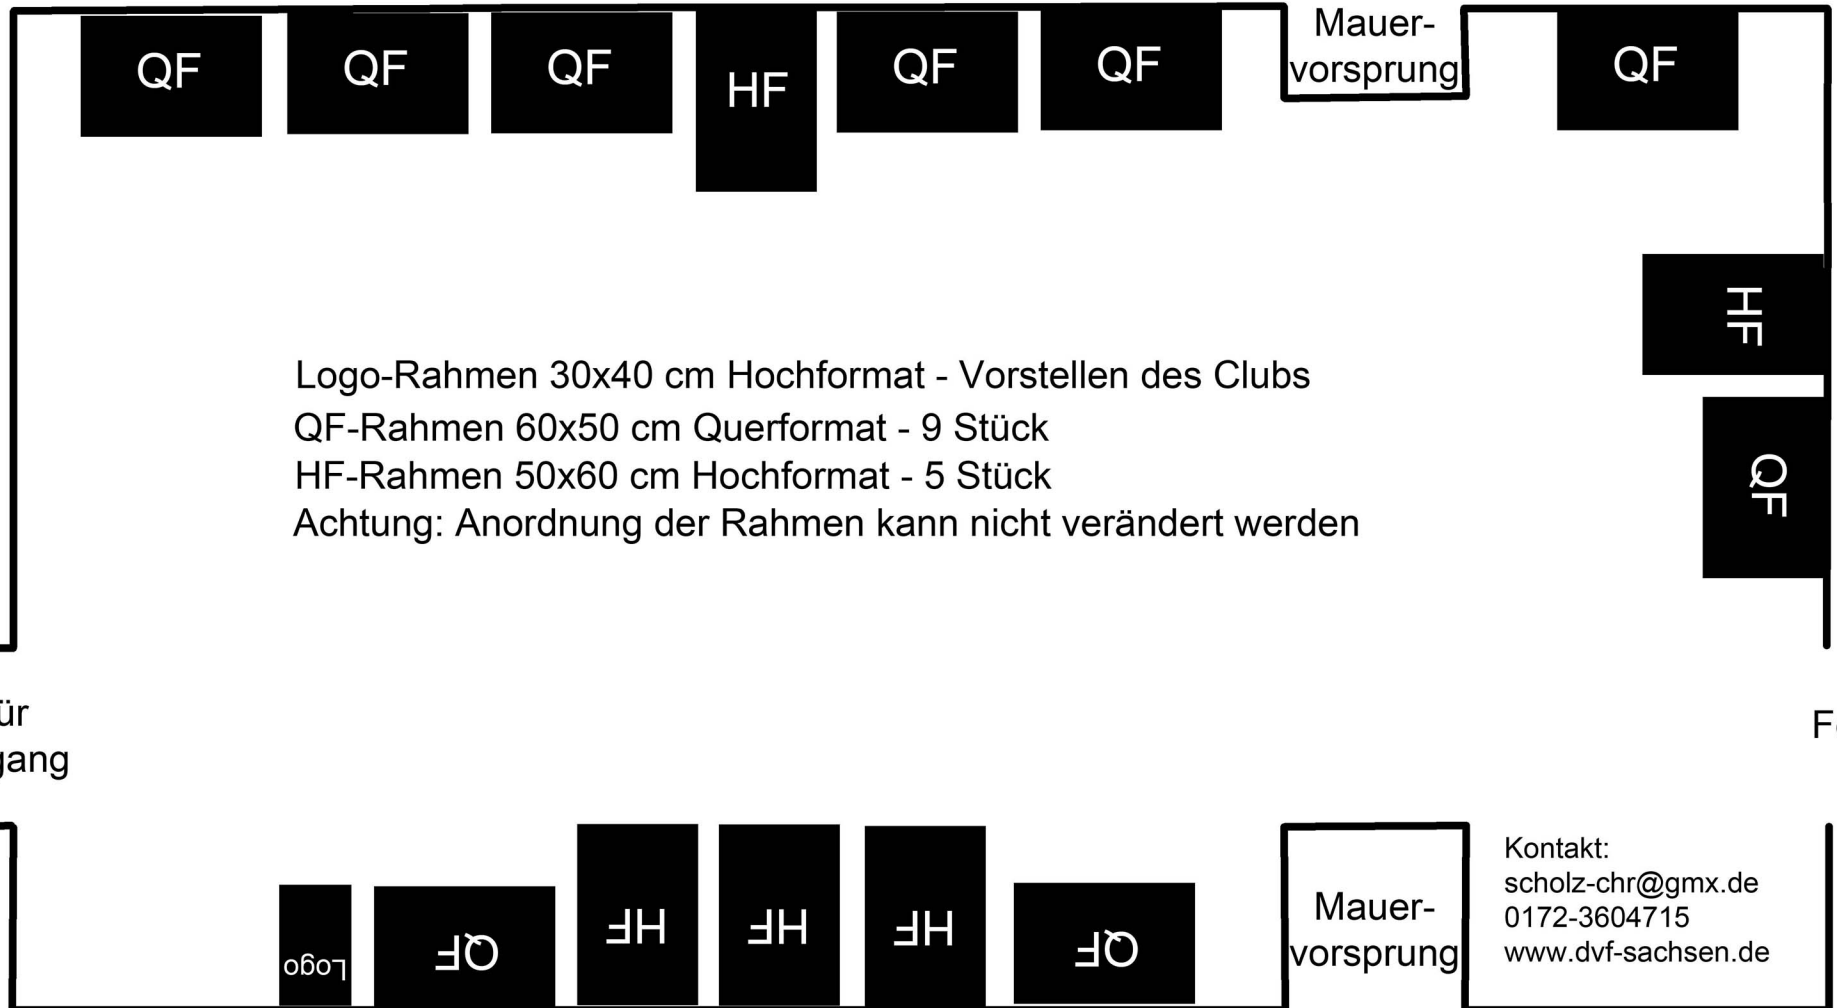 QF
QF
QF
HF
QF
QF
Mauer-
vorsprung
QF
HF
QF
Logo-Rahmen 30x40 cm Hochformat - Vorstellen des Clubs
QF-Rahmen 60x50 cm Querformat - 9 Stück
HF-Rahmen 50x60 cm Hochformat - 5 Stück
Achtung: Anordnung der Rahmen kann nicht verändert werden
ür
gang
Logo
QF
HF
HF
HF
QF
Mauer-
vorsprung
Kontakt:
scholz-chr@gmx.de
0172-3604715
www.dvf-sachsen.de